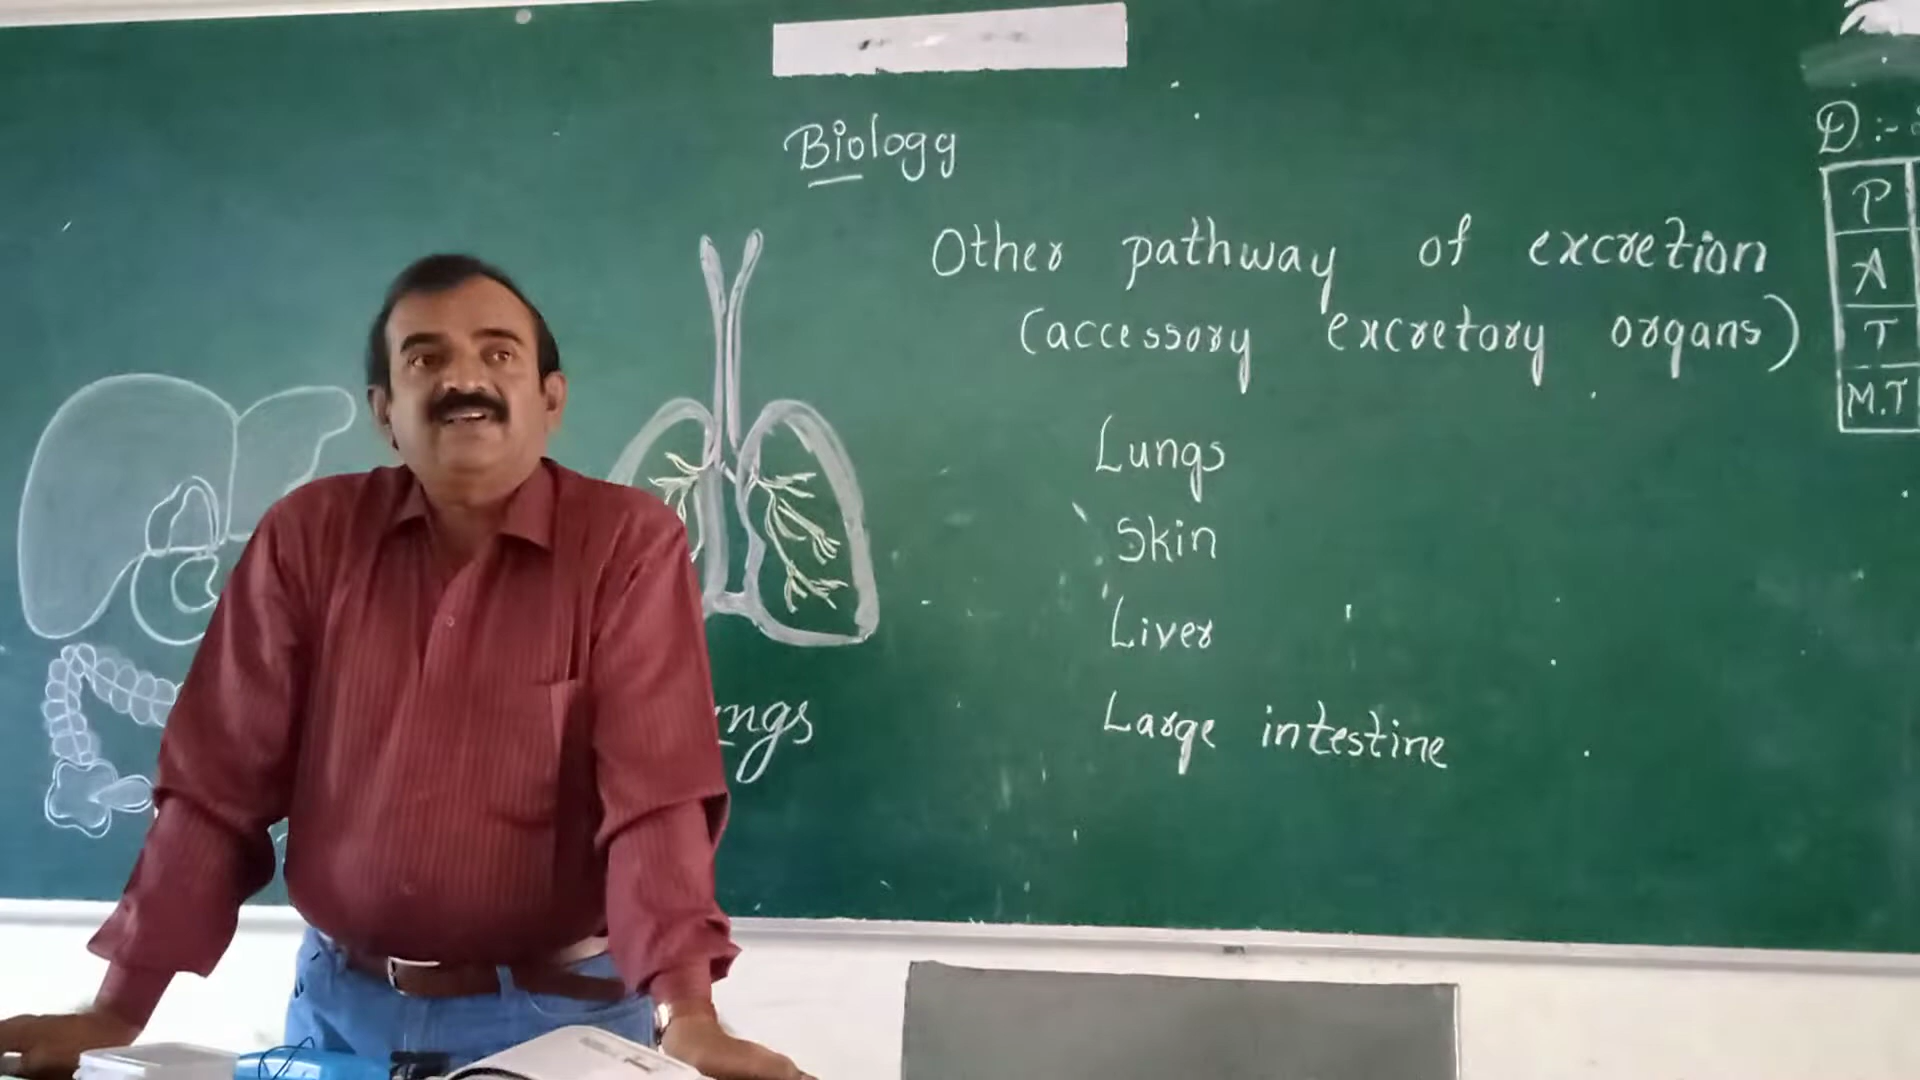 Biology
Other pathway of excretion
(accessory excretory organs)
Lungs
Skin
Liver
Large intestine
ngs
D:-
P
A
T
M.T